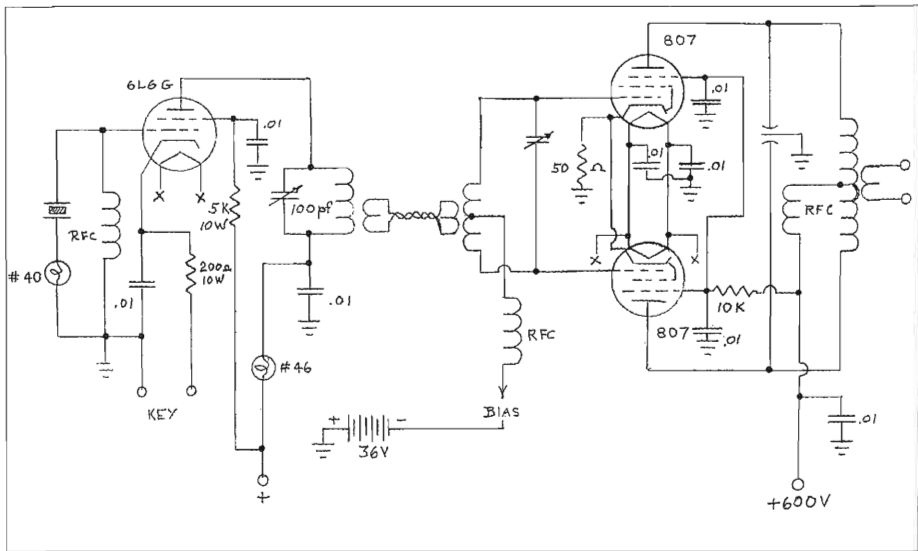 807
6L6G
.01
.01
.01
.01
50 Ω
5K
10W
100pf
RFC
RFC
#40
200Ω
10W
.01
.01
10K
807
.01
RFC
#46
KEY
BIAS
+ -
36V
.01
+
+600V
X X
X X